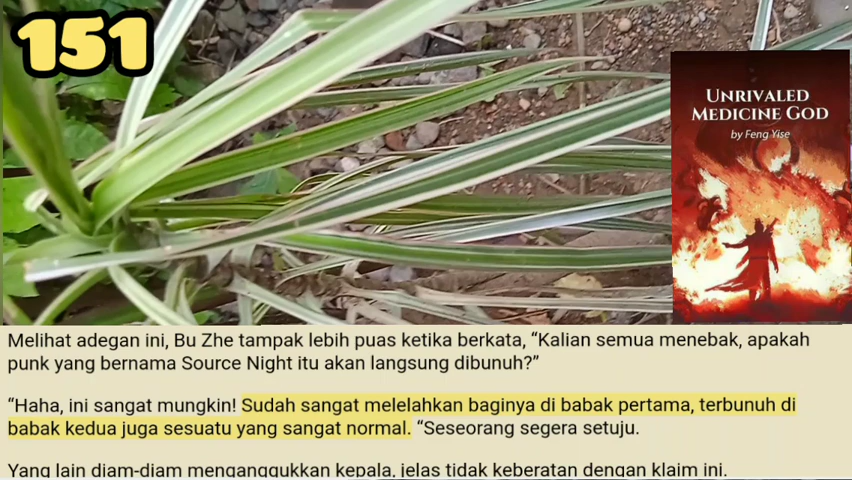 151
UNRIVALED
MEDICINE GOD
by Feng Yise
Melihat adegan ini, Bu Zhe tampak lebih puas ketika berkata, “Kalian semua menebak, apakah
punk yang bernama Source Night itu akan langsung dibunuh?”
“Haha, ini sangat mungkin! Sudah sangat melelahkan baginya di babak pertama, terbunuh di
babak kedua juga sesuatu yang sangat normal. “Seseorang segera setuju.
Yang lain diam-diam menganggukkan kepala, jelas tidak keberatan dengan klaim ini.